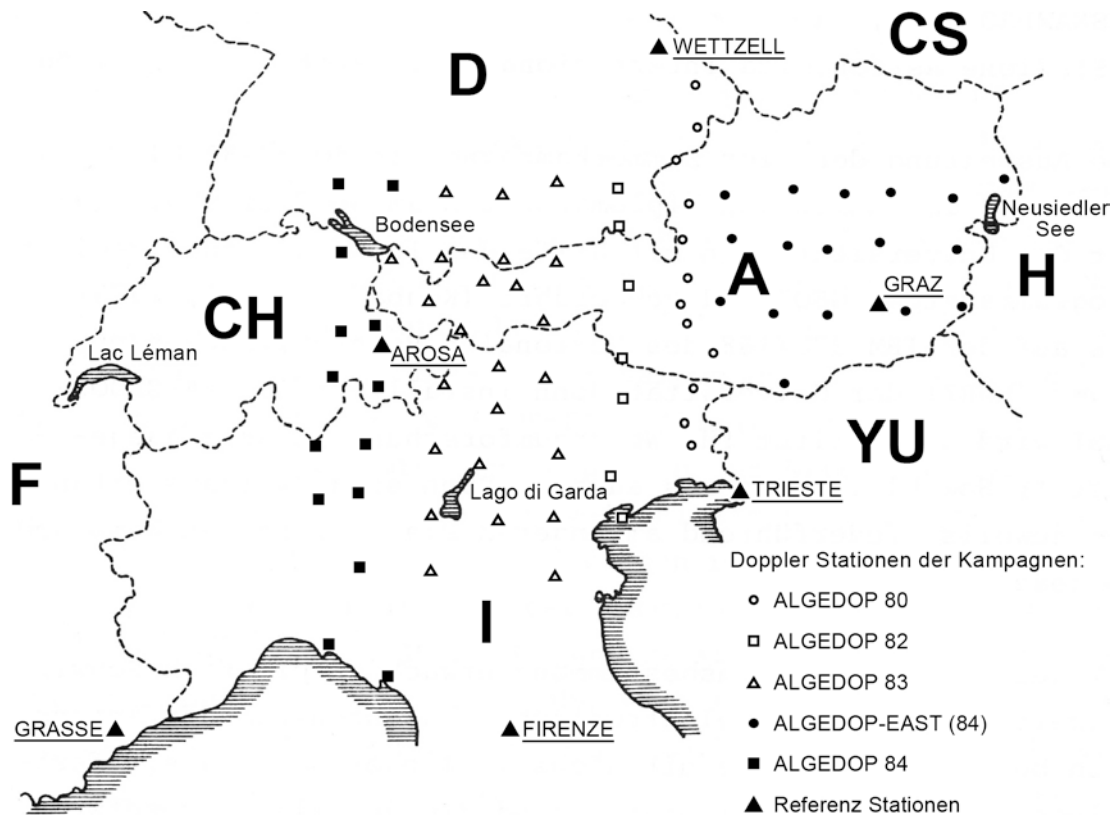 CS
WETTZELL
D
Bodensee
Neusiedler
See
A
H
GRAZ
CH
AROSA
Lac Léman
YU
F
Lago di Garda
TRIESTE
I
GRASSE
FIRENZE
Doppler Stationen der Kampagnen:
ALGEDOP 80
ALGEDOP 82
ALGEDOP 83
ALGEDOP-EAST (84)
ALGEDOP 84
Referenz Stationen